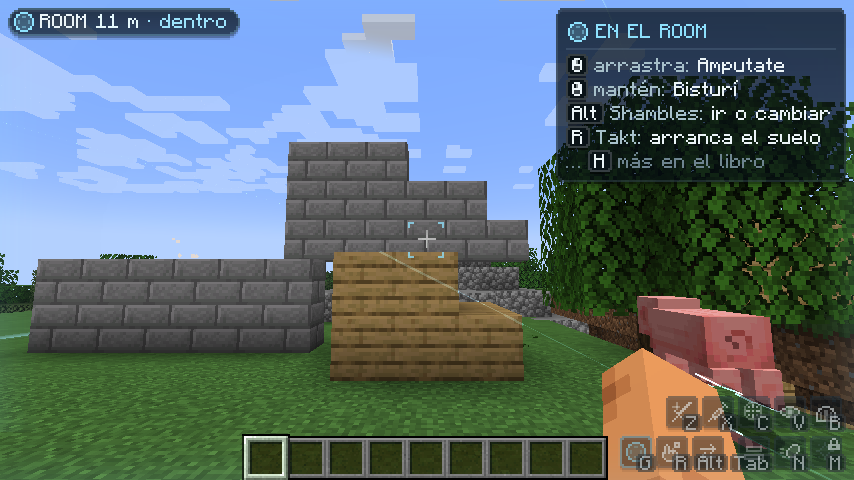 ROOM 11 m · dentro
EN EL ROOM
arrastra: Amputate
mantén: Bisturí
Alt Shambles: ir o cambiar
R Takt: arranca el suelo
... H más en el libro
Z X C V B
G R Alt Tab N M